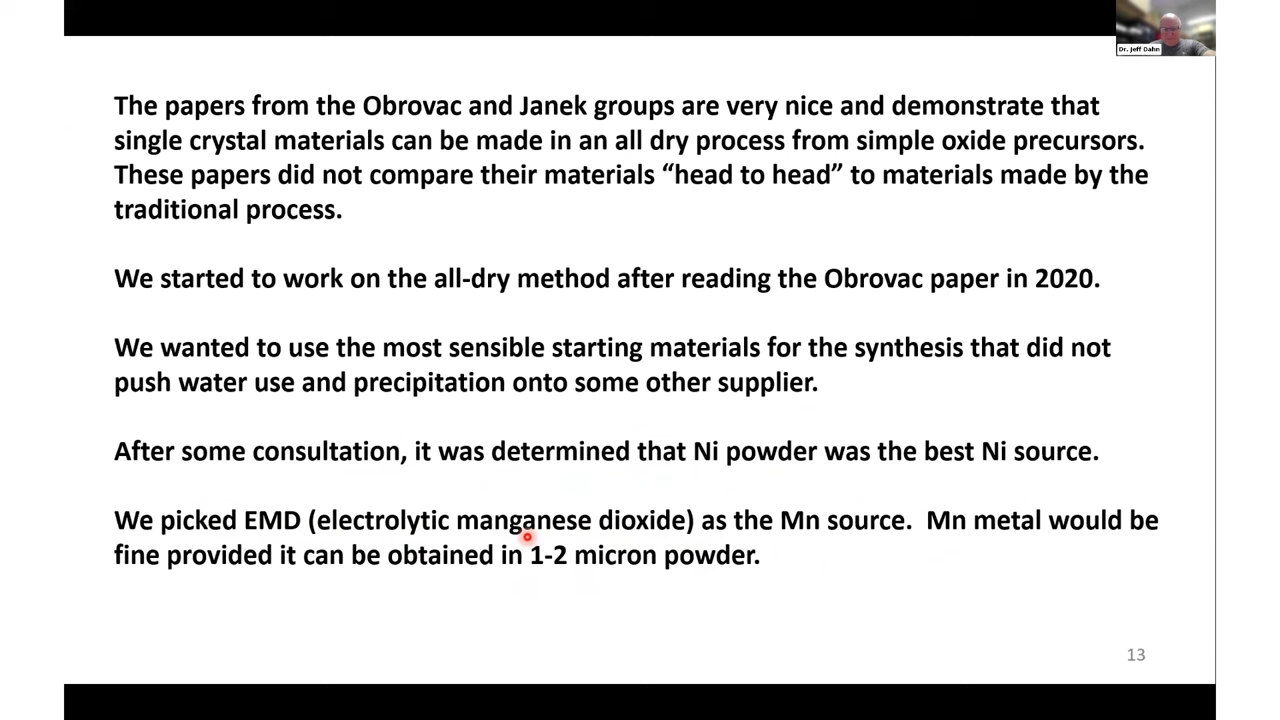 Dr. Jeff Dahn
The papers from the Obrovac and Janek groups are very nice and demonstrate that
single crystal materials can be made in an all dry process from simple oxide precursors.
These papers did not compare their materials “head to head” to materials made by the
traditional process.
We started to work on the all-dry method after reading the Obrovac paper in 2020.
We wanted to use the most sensible starting materials for the synthesis that did not
push water use and precipitation onto some other supplier.
After some consultation, it was determined that Ni powder was the best Ni source.
We picked EMD (electrolytic manganese dioxide) as the Mn source.  Mn metal would be
fine provided it can be obtained in 1-2 micron powder.
13